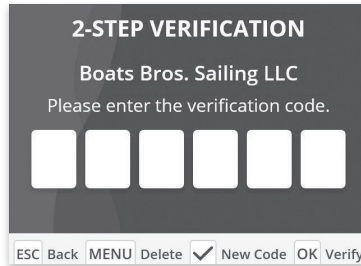 2-STEP VERIFICATION
Boats Bros. Sailing LLC
Please enter the verification code.
ESC Back MENU Delete ✓ New Code OK Verify